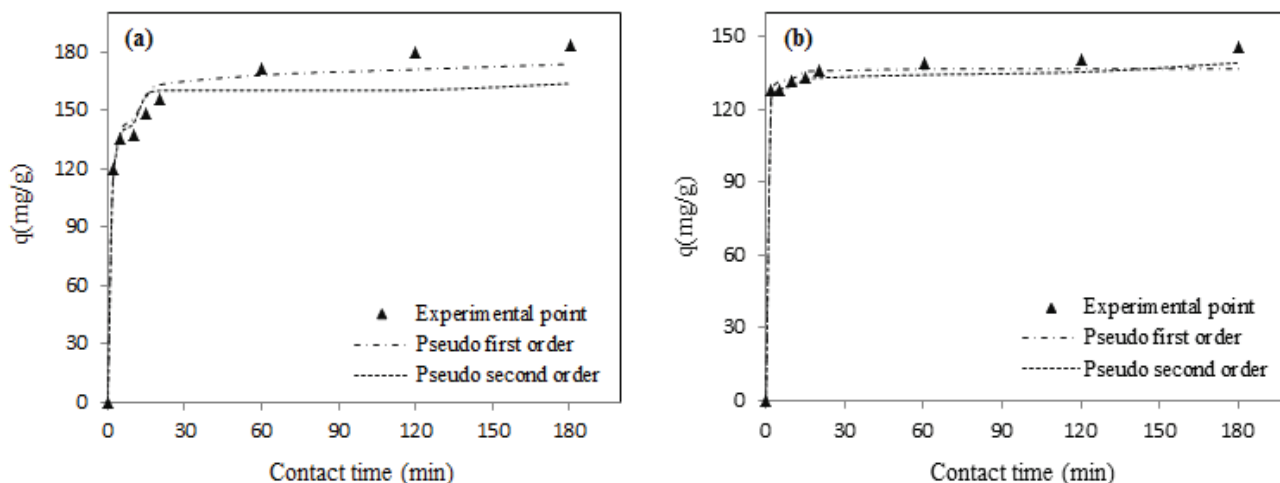 (a)
180
150
120
90
60
30
0
q(mg/g)
Experimental point
Pseudo first order
Pseudo second order
0 30 60 90 120 150 180
Contact time (min)
(b)
150
120
90
60
30
0
q(mg/g)
Experimental point
Pseudo first order
Pseudo second order
0 30 60 90 120 150 180
Contact time (min)